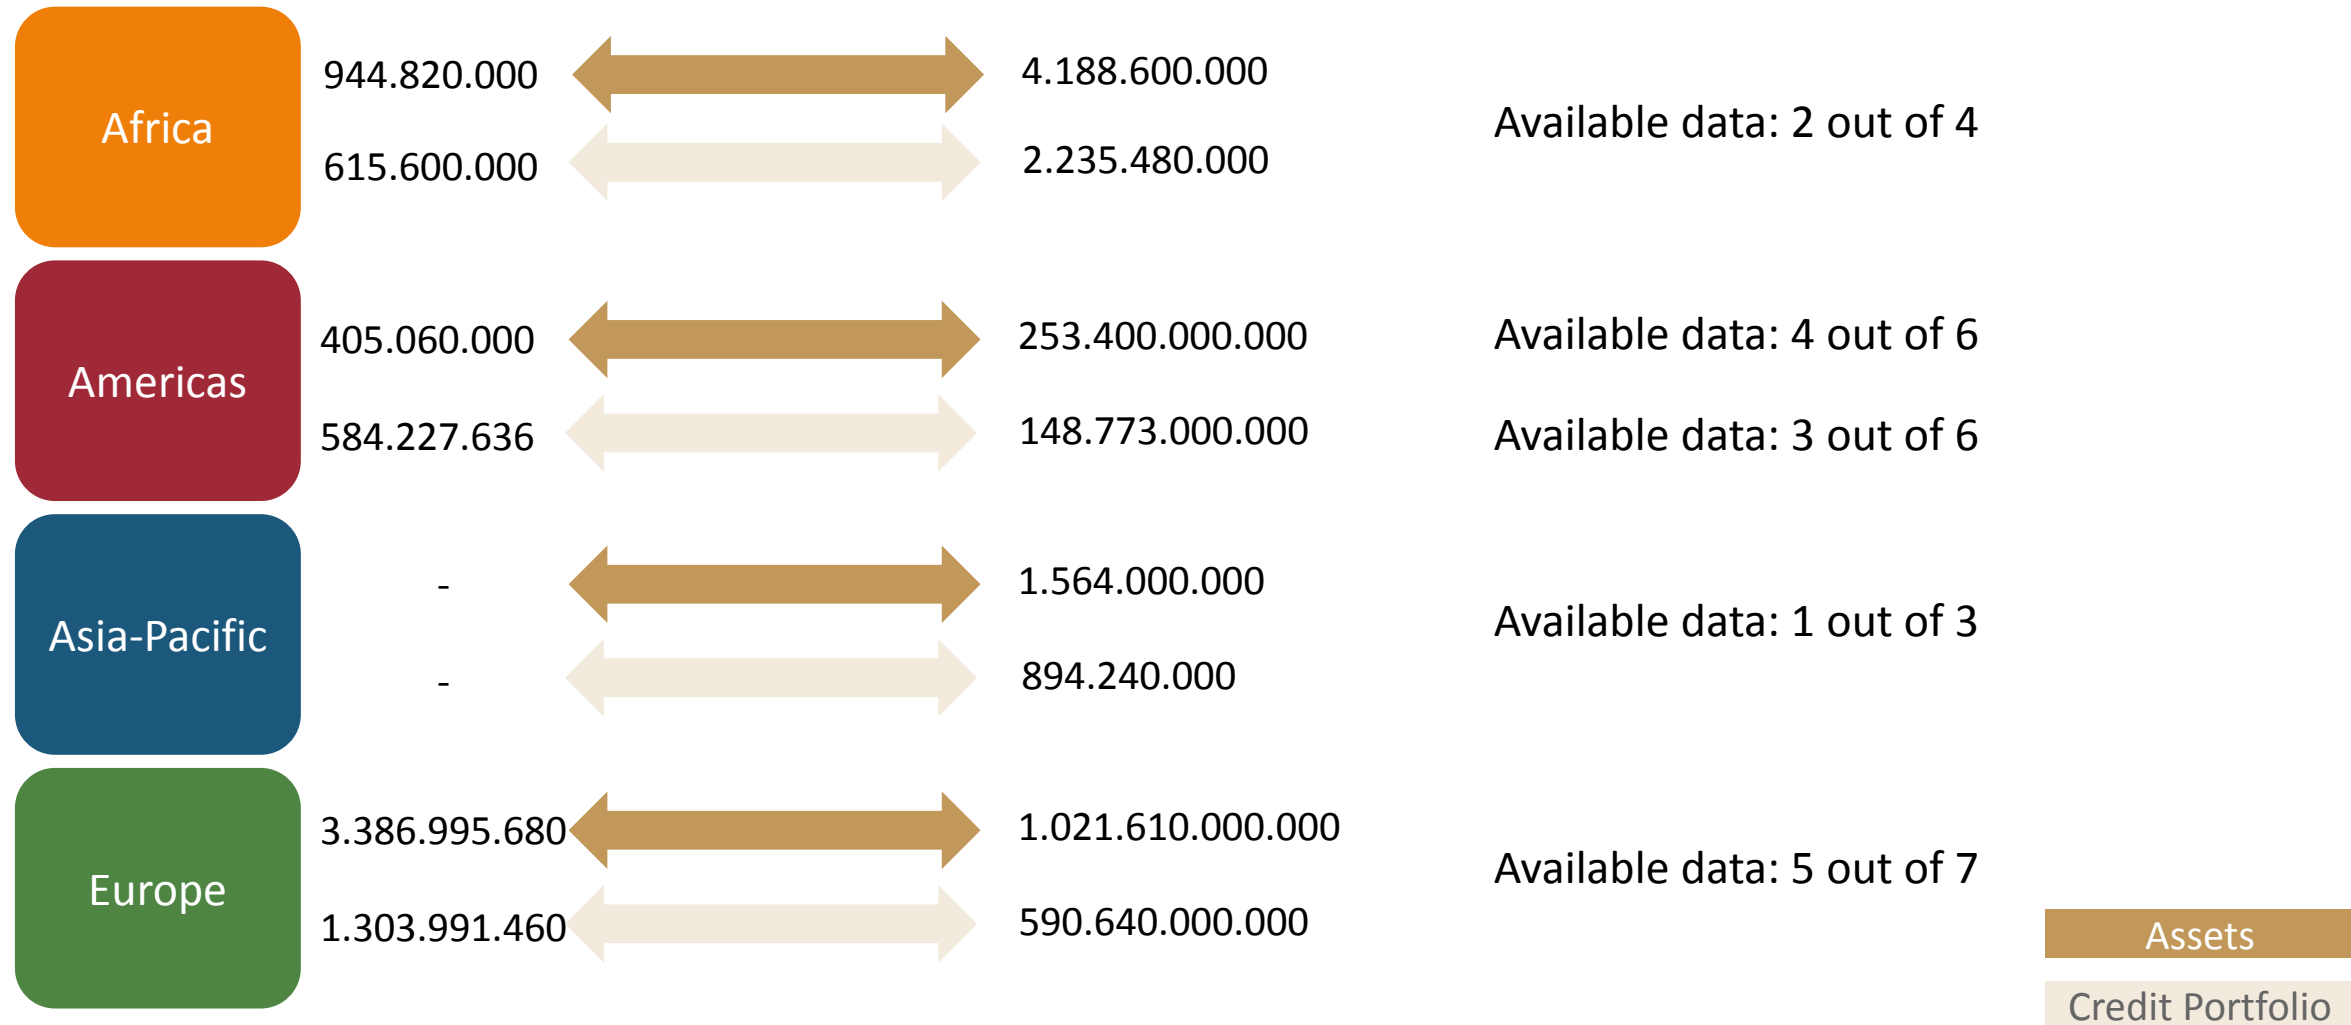 Africa
944.820.000
4.188.600.000
615.600.000
2.235.480.000
Available data: 2 out of 4
Americas
405.060.000
253.400.000.000
Available data: 4 out of 6
584.227.636
148.773.000.000
Available data: 3 out of 6
Asia-Pacific
-
1.564.000.000
-
894.240.000
Available data: 1 out of 3
Europe
3.386.995.680
1.021.610.000.000
1.303.991.460
590.640.000.000
Available data: 5 out of 7
Assets
Credit Portfolio